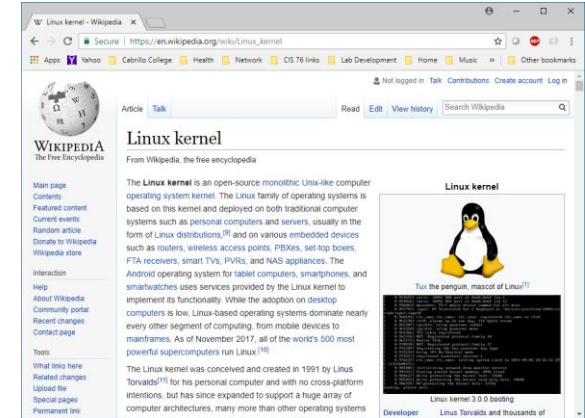 Linux kernel - Wikipedia
Secure | https://en.wikipedia.org/wiki/Linux_kernel
Apps Yahoo Cabrillo College Health Network CIS 76 links Lab Development Home Music » Other bookmarks
Not logged in Talk Contributions Create account Log in
Article Talk Read Edit View history Search Wikipedia
WIKIPEDIA
The Free Encyclopedia
Main page
Contents
Featured content
Current events
Random article
Donate to Wikipedia
Wikipedia store
Interaction
Help
About Wikipedia
Community portal
Recent changes
Contact page
Tools
What links here
Related changes
Upload file
Special pages
Permanent link
Linux kernel
From Wikipedia, the free encyclopedia
The Linux kernel is an open-source monolithic Unix-like computer
operating system kernel. The Linux family of operating systems is
based on this kernel and deployed on both traditional computer
systems such as personal computers and servers, usually in the
form of Linux distributions,[9] and on various embedded devices
such as routers, wireless access points, PBXes, set-top boxes,
FTA receivers, smart TVs, PVRs, and NAS appliances. The
Android operating system for tablet computers, smartphones, and
smartwatches uses services provided by the Linux kernel to
implement its functionality. While the adoption on desktop
computers is low, Linux-based operating systems dominate nearly
every other segment of computing, from mobile devices to
mainframes. As of November 2017, all of the world's 500 most
powerful supercomputers run Linux.[10]
The Linux kernel was conceived and created in 1991 by Linus
Torvalds[11] for his personal computer and with no cross-platform
intentions, but has since expanded to support a huge array of
computer architectures, many more than other operating systems
Linux kernel
Tux the penguin, mascot of Linux[1]
Linux kernel 3.0.0 booting
Developer Linus Torvalds and thousands of